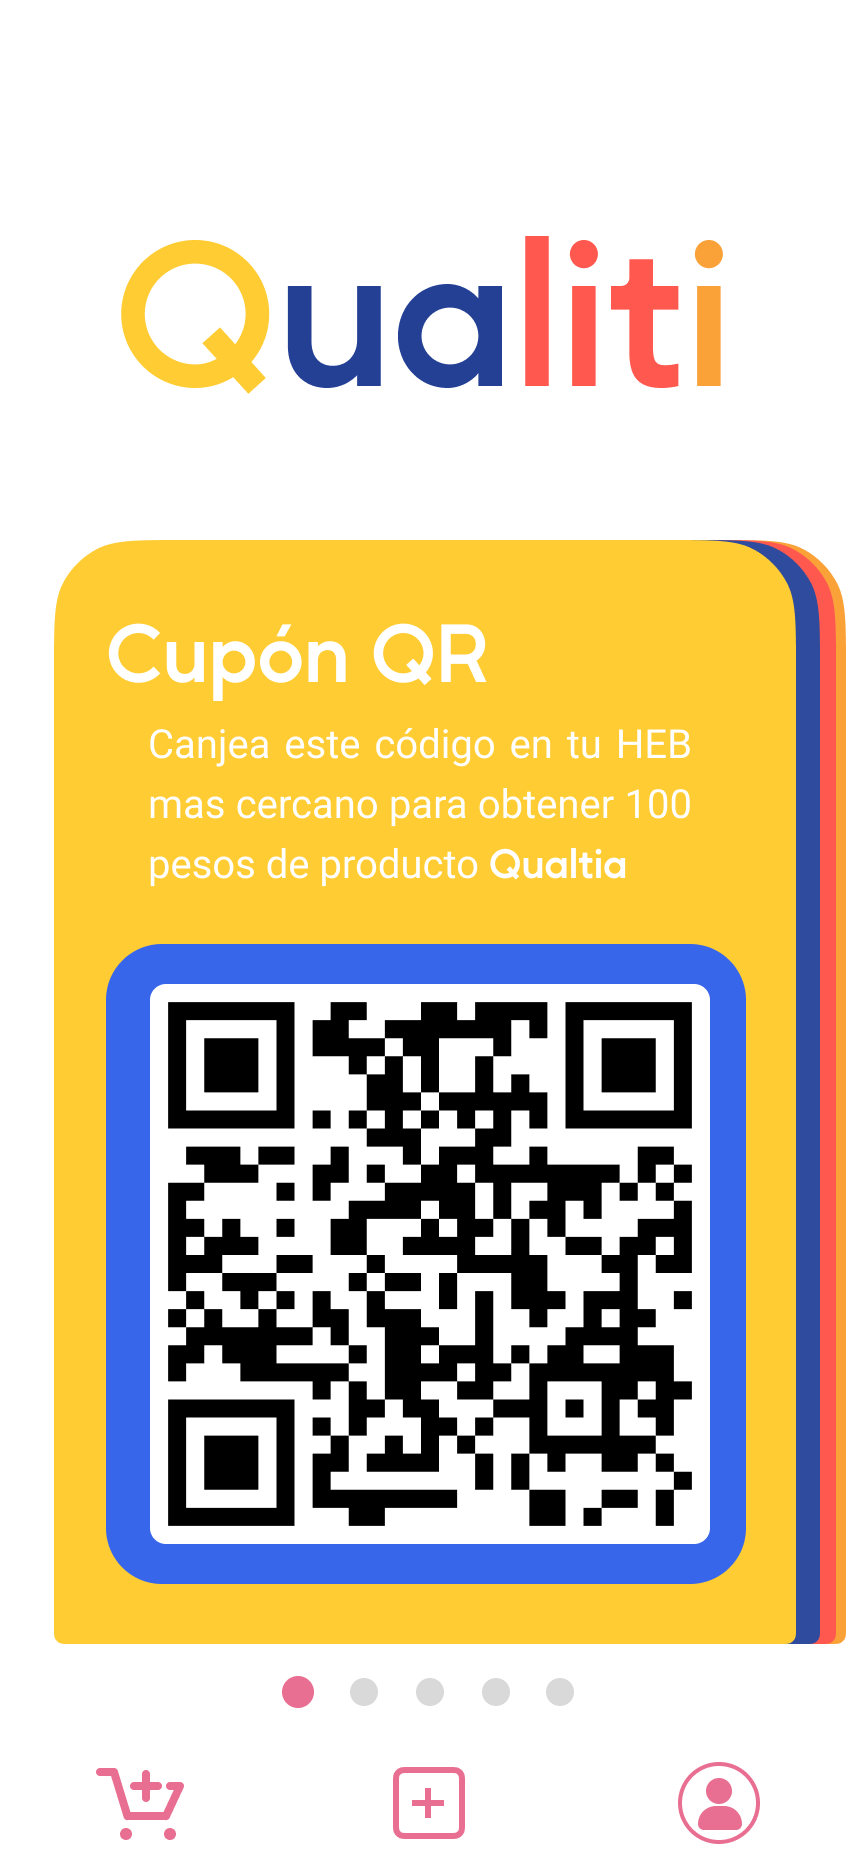 Qualiti
Cupón QR
Canjea este código en tu HEB
mas cercano para obtener 100
pesos de producto Qualtia